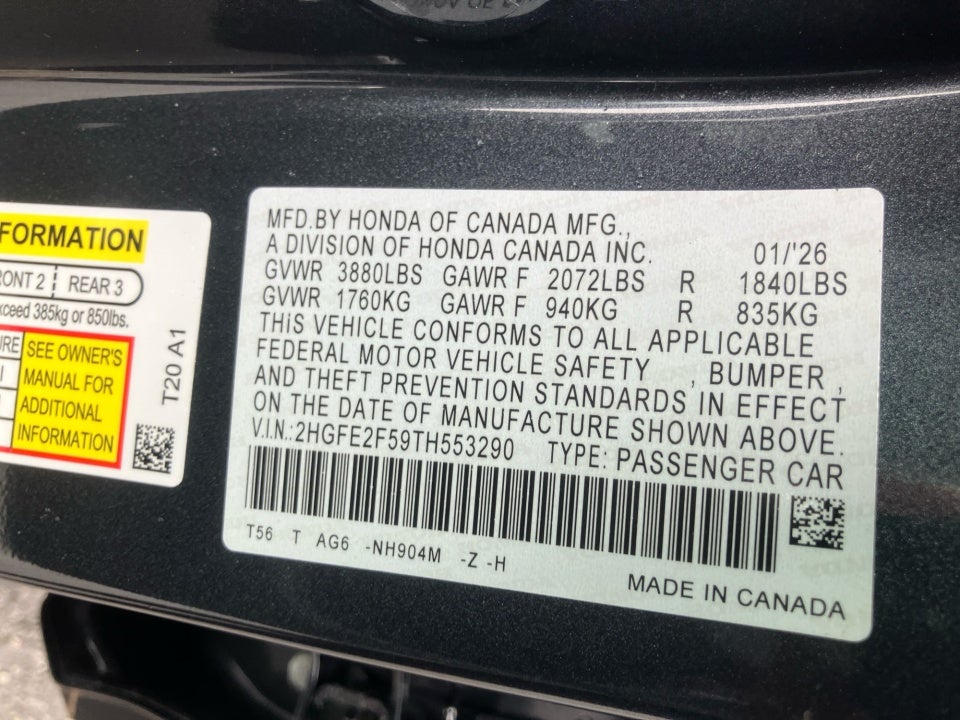 FORMATION
RONT 2 REAR 3
xceed 385kg or 850lbs.
URE
SEE OWNER'S
MANUAL FOR
ADDITIONAL
INFORMATION
T20 A1
MFD.BY HONDA OF CANADA MFG.,
A DIVISION OF HONDA CANADA INC. 01/'26
GVWR 3880LBS GAWR F 2072LBS R 1840LBS
GVWR 1760KG GAWR F 940KG R 835KG
THIS VEHICLE CONFORMS TO ALL APPLICABLE
FEDERAL MOTOR VEHICLE SAFETY , BUMPER ,
AND THEFT PREVENTION STANDARDS IN EFFECT
ON THE DATE OF MANUFACTURE SHOWN ABOVE.
V.I.N.:2HGFE2F59TH553290 TYPE: PASSENGER CAR
T56 T AG6 -NH904M -Z -H
MADE IN CANADA